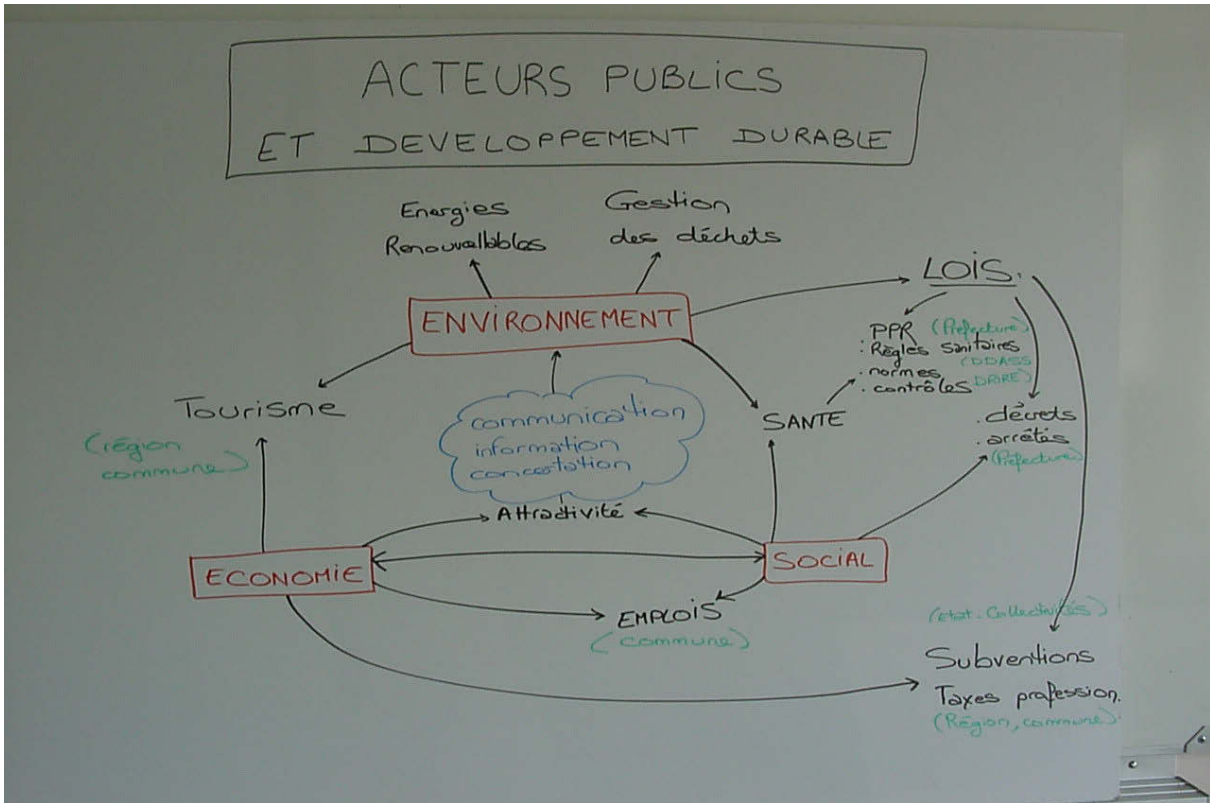 ACTEURS PUBLICS
ET DEVELOPPEMENT DURABLE
Energies
Renouvellables
Gestion
des déchets
LOIS.
ENVIRONNEMENT
PPR (Préfecture)
. Règles sanitaires
(DDASS
. normes
. contrôles DRIRE)
Tourisme
(région
commune)
communication
information
concertation
SANTE
. décrets
. arrêtés
(Préfecture)
Attractivité
ECONOMIE
SOCIAL
EMPLOIS
(commune)
(Etat - Collectivités)
Subventions
Taxes profession.
(Région, commune)